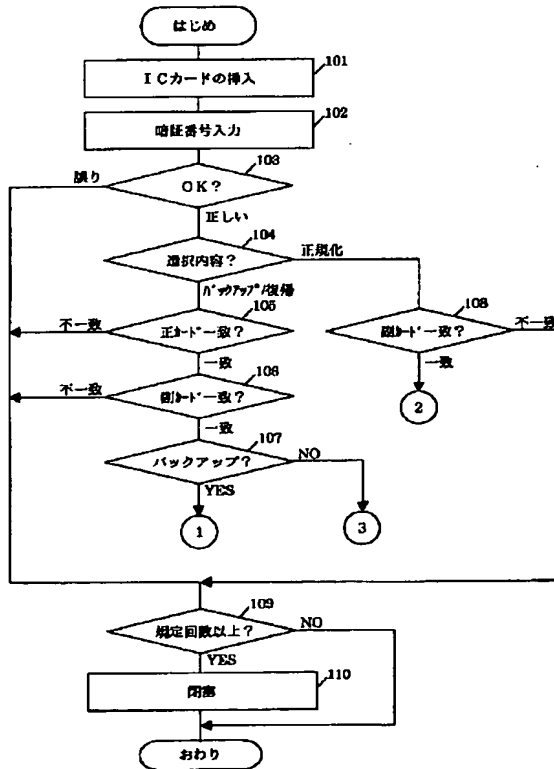 はじめ
101
ICカードの挿入
102
暗証番号入力
103
誤り
OK?
正しい
104
選択内容?
正規化
バックアップ/復帰
105
不一致
正カード一致?
108
副カード一致?
不一致
一致
一致
106
不一致
副カード一致?
2
一致
107
バックアップ?
NO
YES
1
3
109
規定回数以上?
NO
YES
110
閉塞
おわり